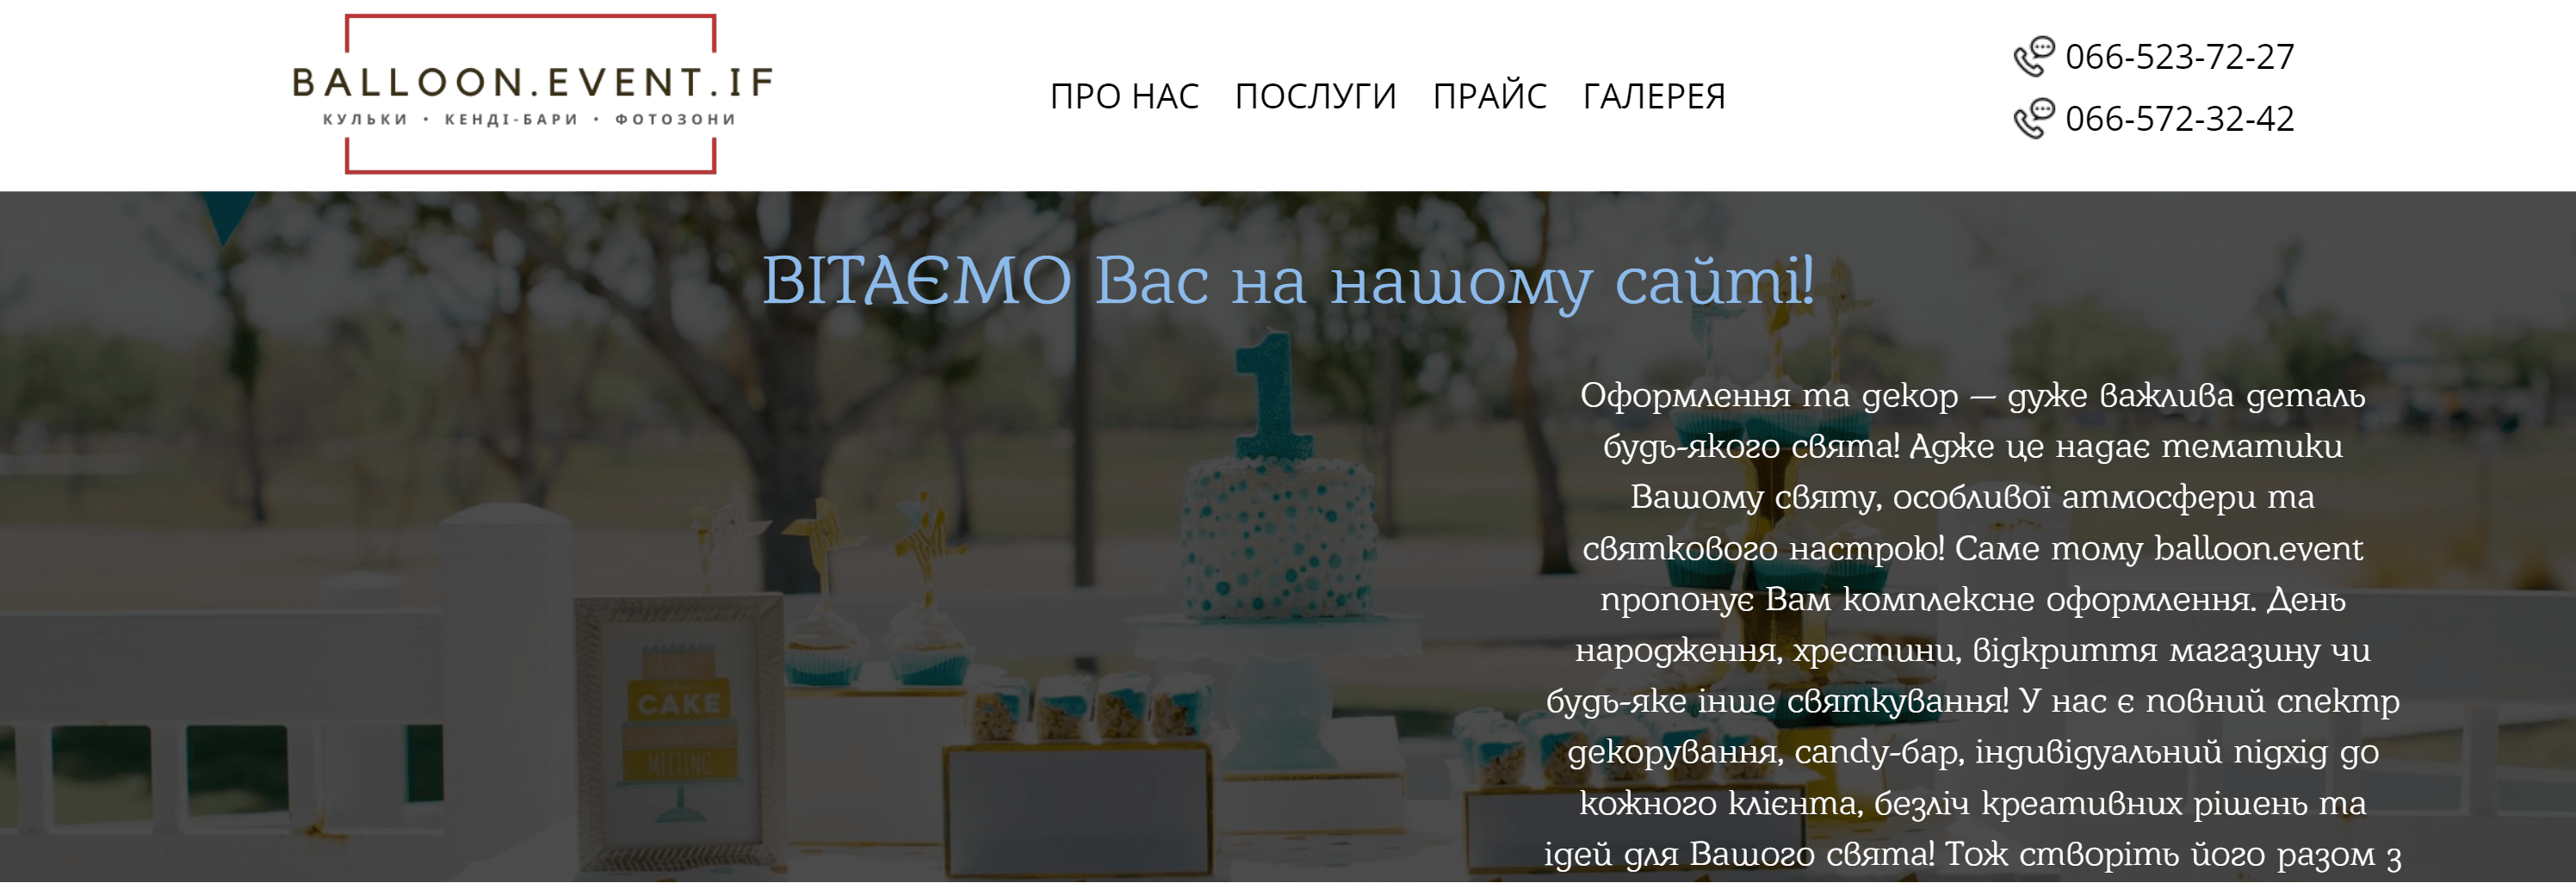 BALLOON.EVENT.IF
КУЛЬКИ • КЕНДІ-БАРИ • ФОТОЗОНИ
ПРО НАС ПОСЛУГИ ПРАЙС ГАЛЕРЕЯ
066-523-72-27
066-572-32-42
ВІТАЄМО Вас на нашому сайті!
1
Оформлення та декор — дуже важлива деталь
будь-якого свята! Адже це надає тематики
Вашому святу, особливої атмосфери та
святкового настрою! Саме тому balloon.event
пропонує Вам комплексне оформлення. День
народження, хрестини, відкриття магазину чи
будь-яке інше святкування! У нас є повний спектр
декорування, candy-бар, індивідуальний підхід до
кожного клієнта, безліч креативних рішень та
ідей для Вашого свята! Тож створіть його разом з
CAKE
MEETING